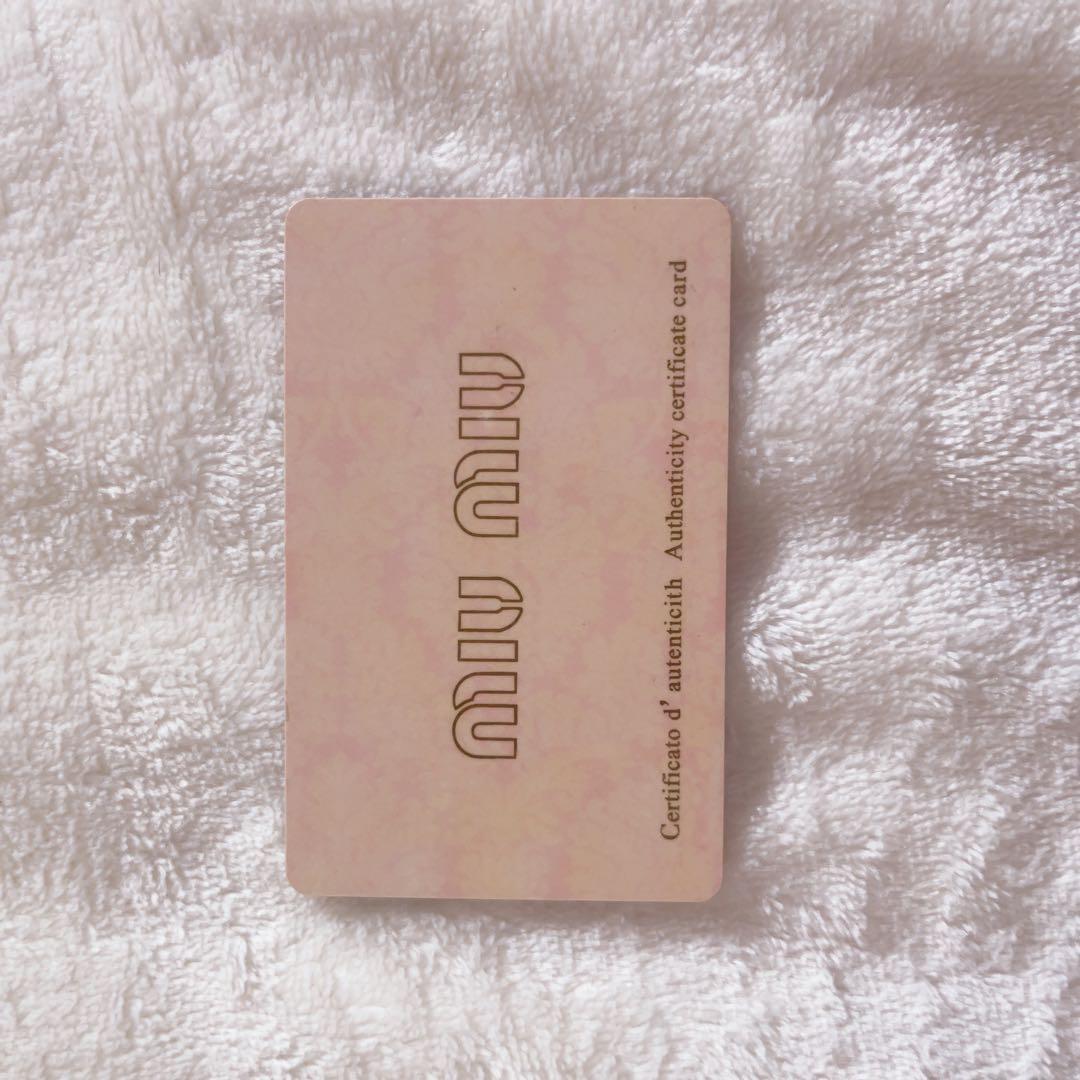 miu miu
Certificato d' autenticith Authenticity certificate card